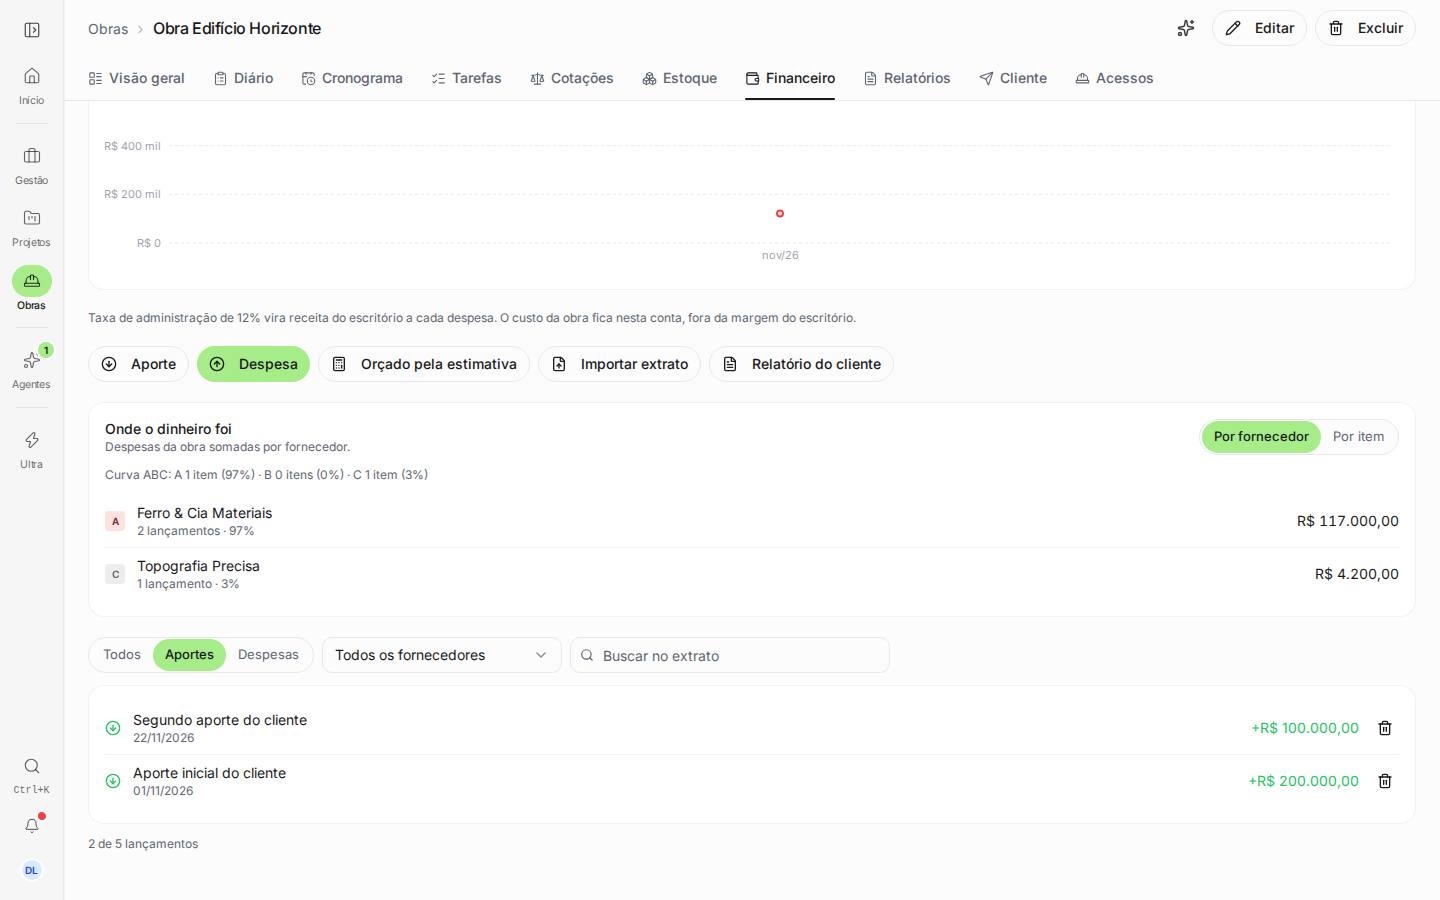 Obras
Obra Edifício Horizonte
Editar
Excluir
Visão geral
Diário
Cronograma
Tarefas
Cotações
Estoque
Financeiro
Relatórios
Cliente
Acessos
Início
Gestão
Projetos
Obras
1
Agentes
Ultra
Ctrl+K
DL
R$ 400 mil
R$ 200 mil
R$ 0
nov/26
Taxa de administração de 12% vira receita do escritório a cada despesa. O custo da obra fica nesta conta, fora da margem do escritório.
Aporte
Despesa
Orçado pela estimativa
Importar extrato
Relatório do cliente
Onde o dinheiro foi
Despesas da obra somadas por fornecedor.
Por fornecedor
Por item
Curva ABC: A 1 item (97%) · B 0 itens (0%) · C 1 item (3%)
A
Ferro & Cia Materiais
2 lançamentos · 97%
R$ 117.000,00
C
Topografia Precisa
1 lançamento · 3%
R$ 4.200,00
Todos
Aportes
Despesas
Todos os fornecedores
Buscar no extrato
Segundo aporte do cliente
22/11/2026
+R$ 100.000,00
Aporte inicial do cliente
01/11/2026
+R$ 200.000,00
2 de 5 lançamentos